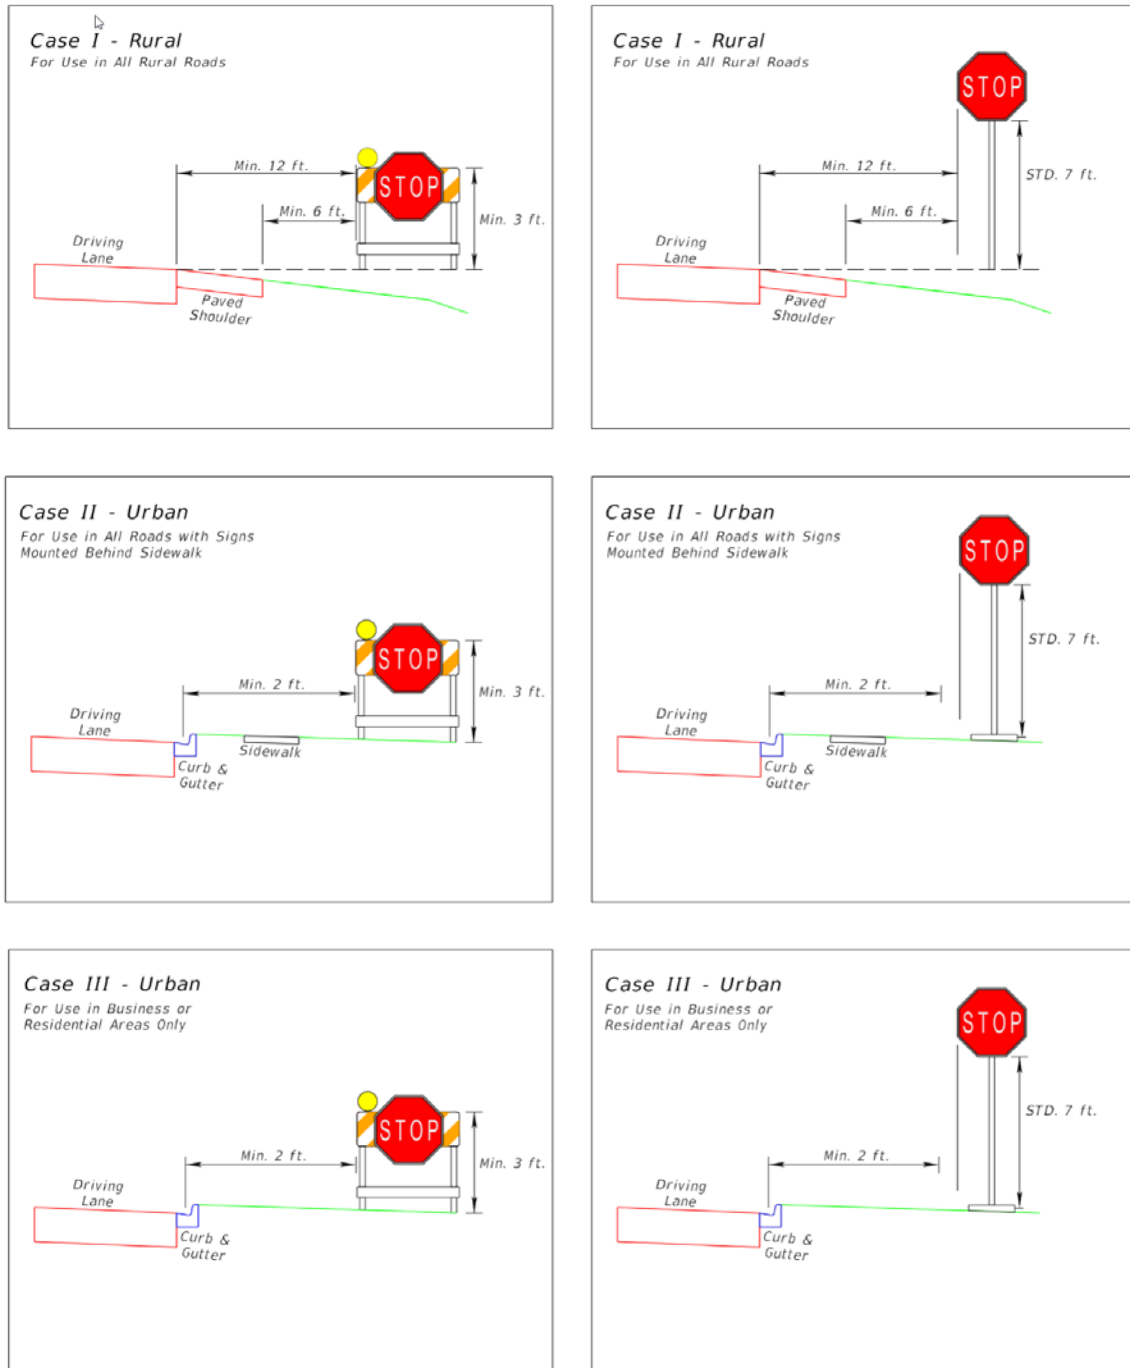 Case I - Rural
For Use in All Rural Roads
STOP
Min. 12 ft.
Min. 6 ft.
Min. 3 ft.
Driving
Lane
Paved
Shoulder
Case I - Rural
For Use in All Rural Roads
STOP
Min. 12 ft.
STD. 7 ft.
Min. 6 ft.
Driving
Lane
Paved
Shoulder
Case II - Urban
For Use in All Roads with Signs
Mounted Behind Sidewalk
STOP
Min. 2 ft.
Min. 3 ft.
Driving
Lane
Sidewalk
Curb &
Gutter
Case II - Urban
For Use in All Roads with Signs
Mounted Behind Sidewalk
STOP
STD. 7 ft.
Min. 2 ft.
Driving
Lane
Sidewalk
Curb &
Gutter
Case III - Urban
For Use in Business or
Residential Areas Only
STOP
Min. 2 ft.
Min. 3 ft.
Driving
Lane
Curb &
Gutter
Case III - Urban
For Use in Business or
Residential Areas Only
STOP
STD. 7 ft.
Min. 2 ft.
Driving
Lane
Curb &
Gutter